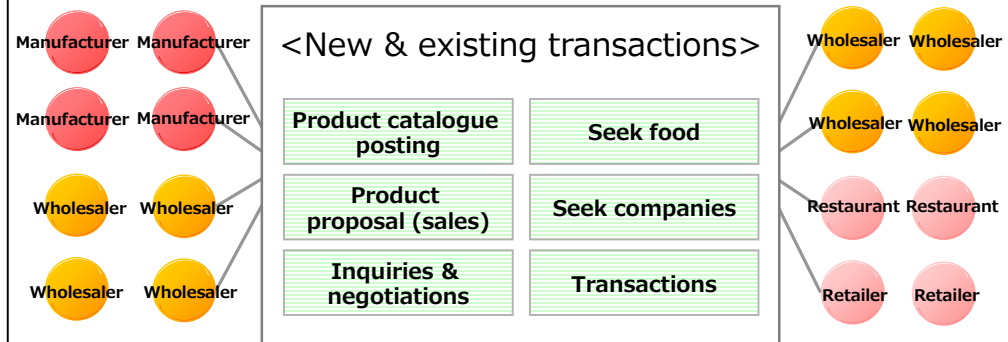 <New & existing transactions>
Manufacturer Manufacturer
Manufacturer Manufacturer
Wholesaler Wholesaler
Wholesaler Wholesaler
Product catalogue
posting
Seek food
Product
proposal (sales)
Seek companies
Inquiries &
negotiations
Transactions
Wholesaler Wholesaler
Wholesaler Wholesaler
Restaurant Restaurant
Retailer Retailer